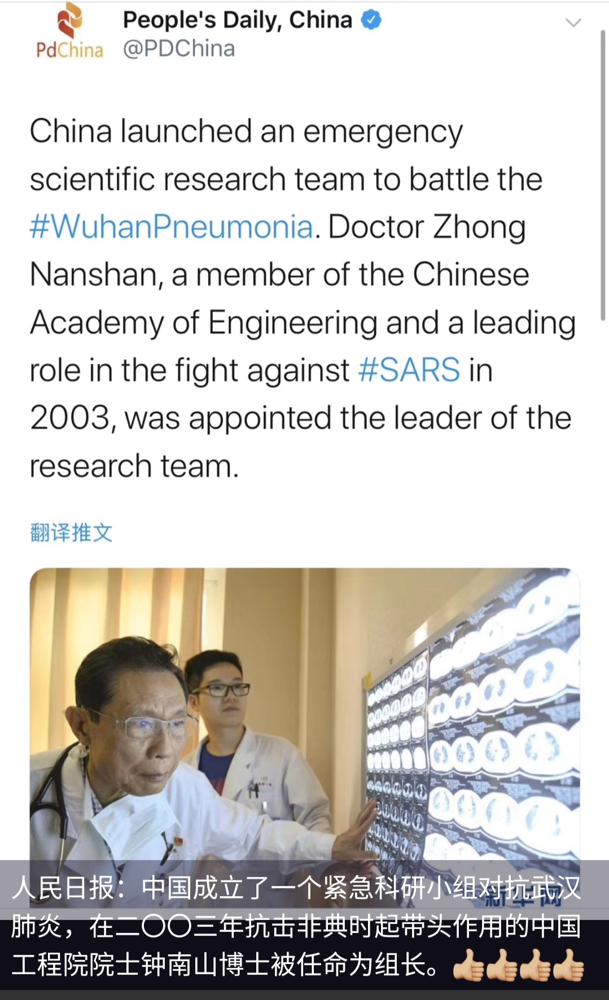 People's Daily, China
PdChina
@PDChina
China launched an emergency
scientific research team to battle the
#WuhanPneumonia. Doctor Zhong
Nanshan, a member of the Chinese
Academy of Engineering and a leading
role in the fight against #SARS in
2003, was appointed the leader of the
research team.
翻译推文
新华网
人民日报：中国成立了一个紧急科研小组对抗武汉
肺炎，在二〇〇三年抗击非典时起带头作用的中国
工程院院士钟南山博士被任命为组长。👍🏼👍🏼👍🏼👍🏼